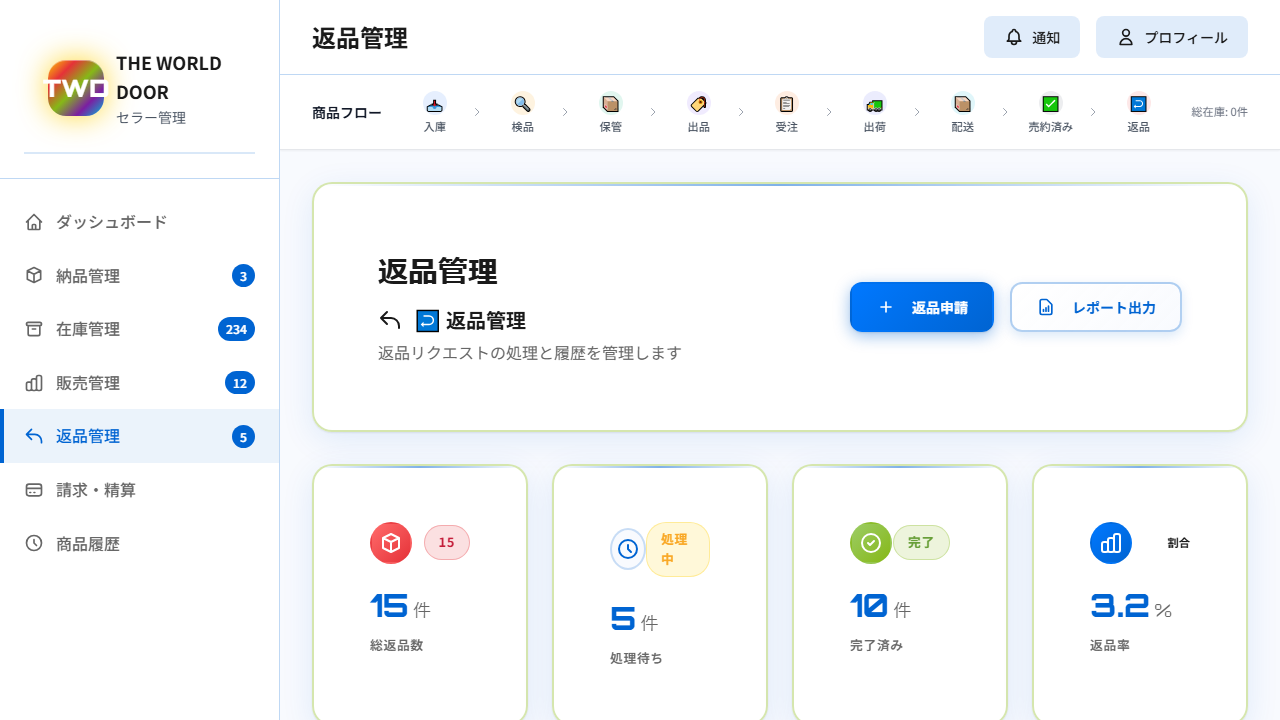 返品管理
通知
プロフィール
TWD
THE WORLD
DOOR
セラー管理
商品フロー
入庫
検品
保管
出品
受注
出荷
配送
売約済み
返品
総在庫: 0件
ダッシュボード
納品管理
3
在庫管理
234
販売管理
12
返品管理
5
請求・精算
商品履歴
返品管理
返品管理
返品リクエストの処理と履歴を管理します
返品申請
レポート出力
15
15 件
総返品数
処理
中
5 件
処理待ち
完了
10 件
完了済み
割合
3.2 %
返品率